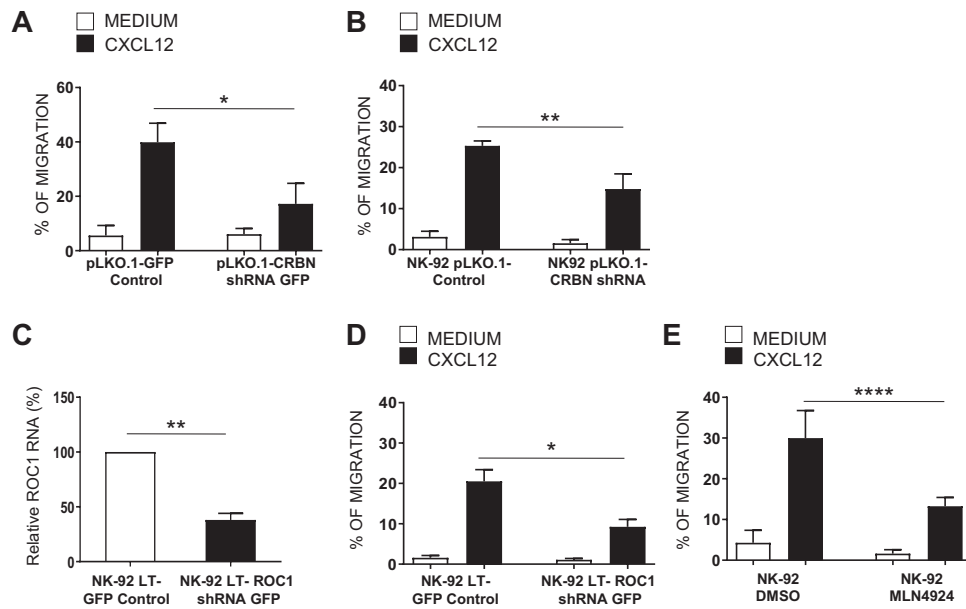 A
MEDIUM
CXCL12
% OF MIGRATION
60
40
20
0
*
pLKO.1-GFP
Control
pLKO.1-CRBN
shRNA GFP
B
MEDIUM
CXCL12
% OF MIGRATION
40
30
20
10
0
**
NK-92 pLKO.1-
Control
NK92 pLKO.1-
CRBN shRNA
C
Relative ROC1 RNA (%)
150
100
50
0
**
NK-92 LT-
GFP Control
NK-92 LT- ROC1
shRNA GFP
D
MEDIUM
CXCL12
% OF MIGRATION
40
30
20
10
0
*
NK-92 LT-
GFP Control
NK-92 LT- ROC1
shRNA GFP
E
MEDIUM
CXCL12
% OF MIGRATION
40
30
20
10
0
****
NK-92
DMSO
NK-92
MLN4924